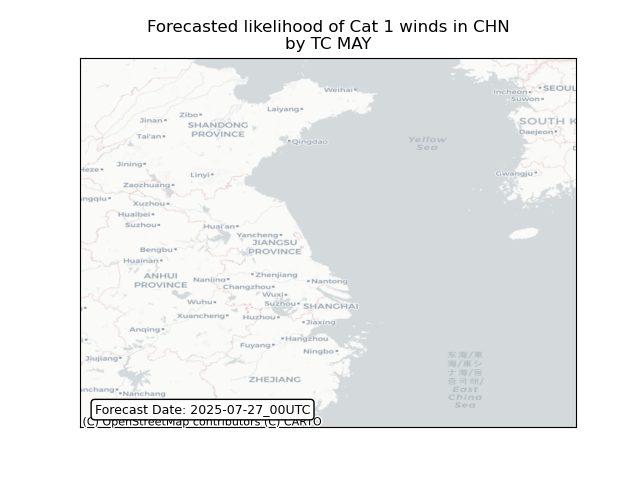 Forecasted likelihood of Cat 1 winds in CHN
by TC MAY
Weihai
Incheon
SEOUL
Suwon
Laiyang
Zibo
Jinan
SHANDONG
PROVINCE
SOUTH K
Daejeon
Tai'an
Qingdao
Yellow
Sea
Jining
Heze
Linyi
Gwangju
Zaozhuang
ngqiu
Xuzhou
Huaibei
Suzhou
Huai'an
Yancheng
JIANGSU
PROVINCE
Bengbu
Huainan
ANHUI
PROVINCE
Nanjing
Zhenjiang
Changzhou
Nantong
Wuxi
Wuhu
Suzhou
SHANGHAI
Xuancheng
Huzhou
Jiaxing
Anqing
Hangzhou
Fuyang
Ningbo
Jiujiang
东海/東
海/東シ
ナ海/동
중국해/
East
China
Sea
ZHEJIANG
anchang
Nanchang
Forecast Date: 2025-07-27_00UTC
(C) OpenStreetMap contributors (C) CARTO